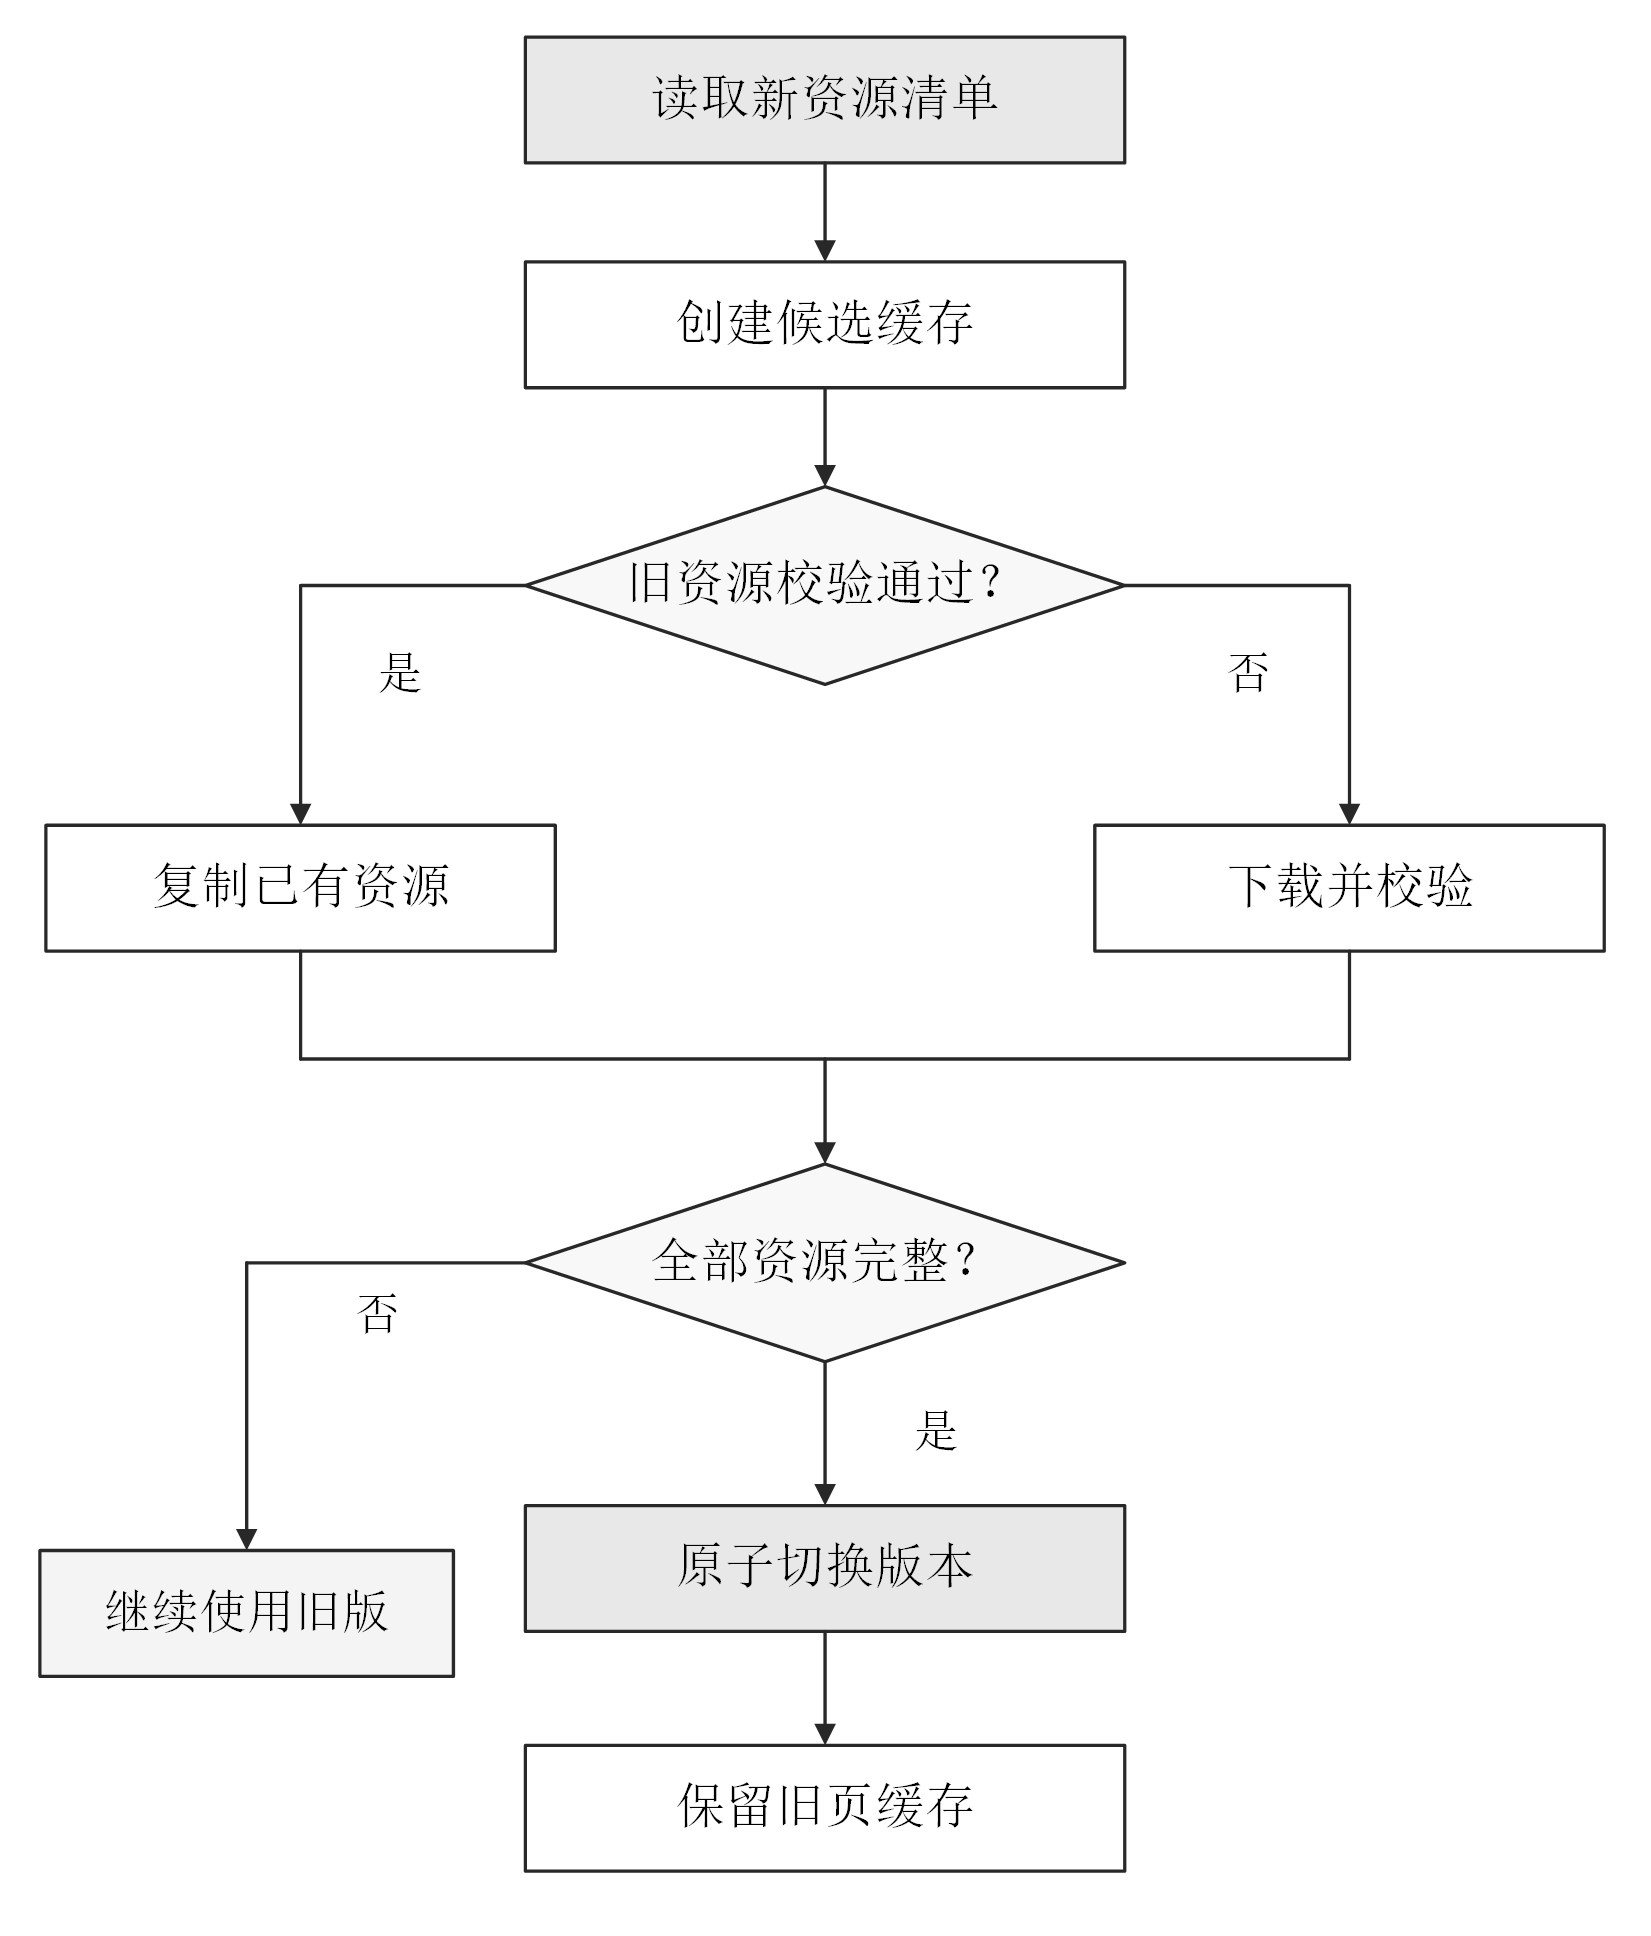 读取新资源清单
创建候选缓存
旧资源校验通过？
是
否
复制已有资源
下载并校验
全部资源完整？
否
是
原子切换版本
继续使用旧版
保留旧页缓存